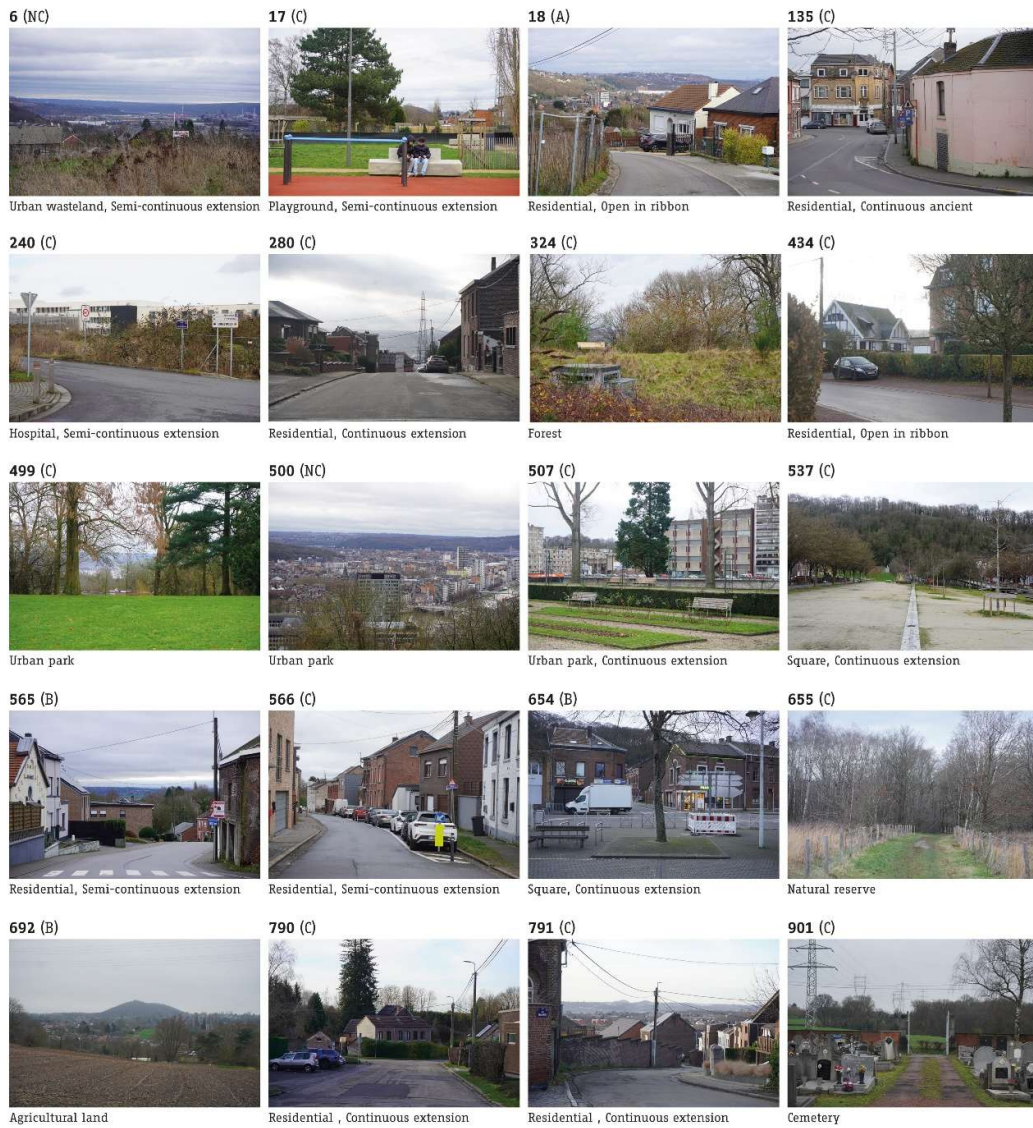 6 (NC)
17 (C)
18 (A)
135 (C)
Urban wasteland, Semi-continuous extension
Playground, Semi-continuous extension
Residential, Open in ribbon
Residential, Continuous ancient
240 (C)
280 (C)
324 (C)
434 (C)
Hospital, Semi-continuous extension
Residential, Continuous extension
Forest
Residential, Open in ribbon
499 (C)
500 (NC)
507 (C)
537 (C)
Urban park
Urban park
Urban park, Continuous extension
Square, Continuous extension
565 (B)
566 (C)
654 (B)
655 (C)
Residential, Semi-continuous extension
Residential, Semi-continuous extension
Square, Continuous extension
Natural reserve
692 (B)
790 (C)
791 (C)
901 (C)
Agricultural land
Residential , Continuous extension
Residential , Continuous extension
Cemetery